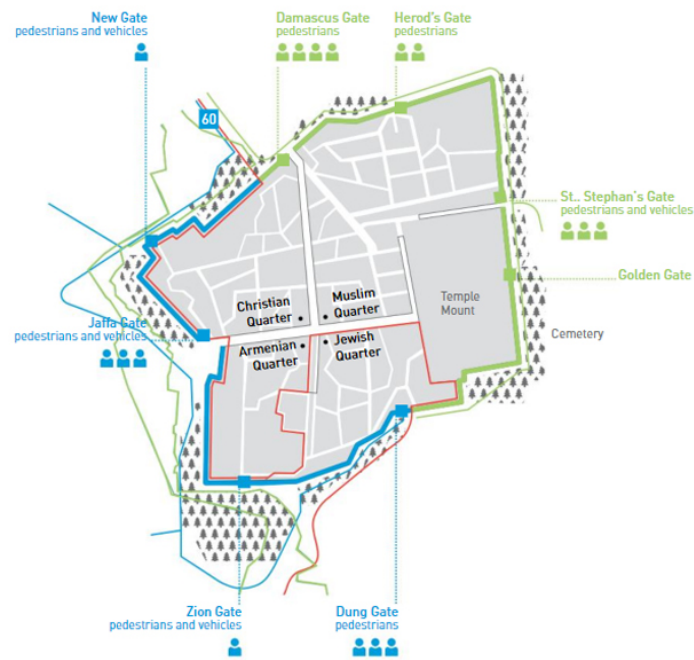 New Gate
pedestrians and vehicles
Damascus Gate
pedestrians
Herod's Gate
pedestrians
60
St.. Stephan's Gate
pedestrians and vehicles
Golden Gate
Christian
Quarter
Muslim
Quarter
Temple
Mount
Jaffa Gate
pedestrians and vehicles
Armenian
Quarter
Jewish
Quarter
Cemetery
Zion Gate
pedestrians and vehicles
Dung Gate
pedestrians